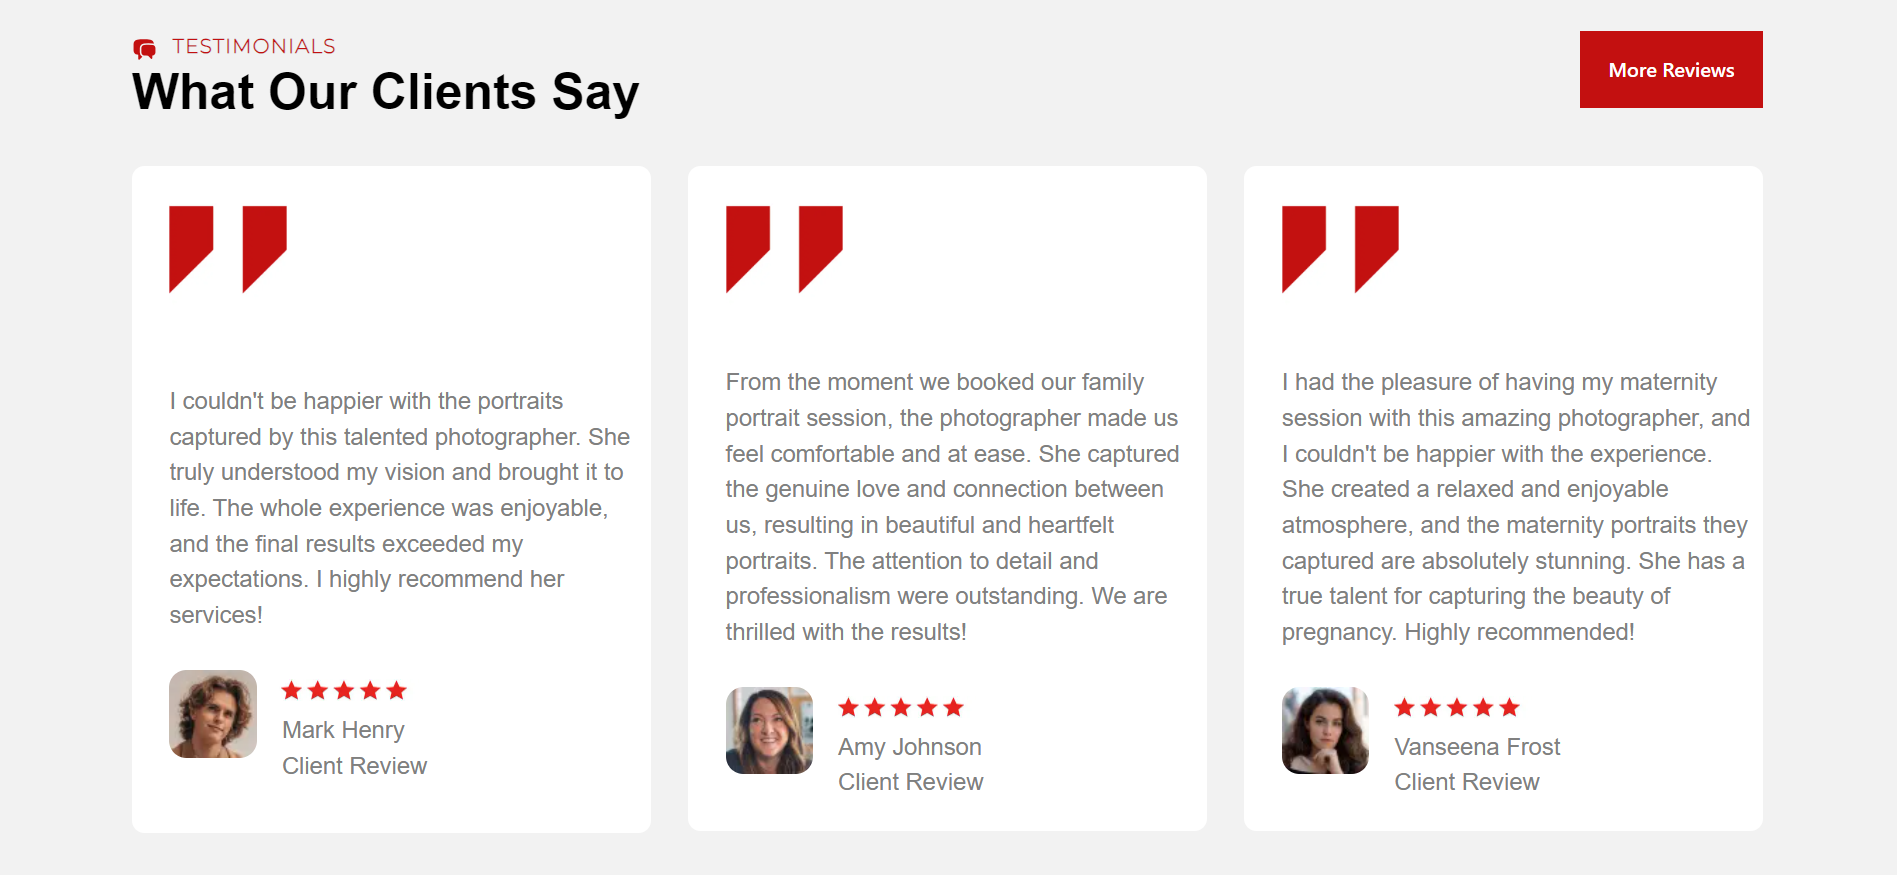 TESTIMONIALS
What Our Clients Say
More Reviews
I couldn't be happier with the portraits
captured by this talented photographer. She
truly understood my vision and brought it to
life. The whole experience was enjoyable,
and the final results exceeded my
expectations. I highly recommend her
services!
Mark Henry
Client Review
From the moment we booked our family
portrait session, the photographer made us
feel comfortable and at ease. She captured
the genuine love and connection between
us, resulting in beautiful and heartfelt
portraits. The attention to detail and
professionalism were outstanding. We are
thrilled with the results!
Amy Johnson
Client Review
I had the pleasure of having my maternity
session with this amazing photographer, and
I couldn't be happier with the experience.
She created a relaxed and enjoyable
atmosphere, and the maternity portraits they
captured are absolutely stunning. She has a
true talent for capturing the beauty of
pregnancy. Highly recommended!
Vanseena Frost
Client Review